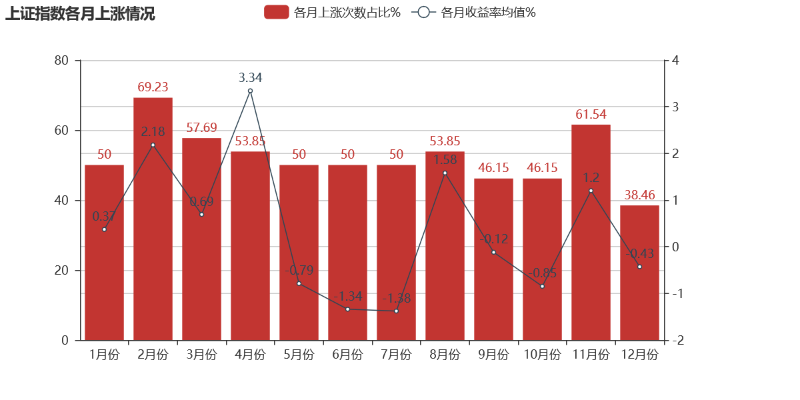 上证指数各月上涨情况
各月上涨次数占比%
各月收益率均值%
80
60
40
20
0
4
3
2
1
0
-1
-2
50
69.23
57.69
53.85
50
50
50
53.85
46.15
46.15
61.54
38.46
0.37
2.18
0.69
3.34
-0.79
-1.34
-1.38
1.58
-0.12
-0.85
1.2
-0.43
1月份
2月份
3月份
4月份
5月份
6月份
7月份
8月份
9月份
10月份
11月份
12月份